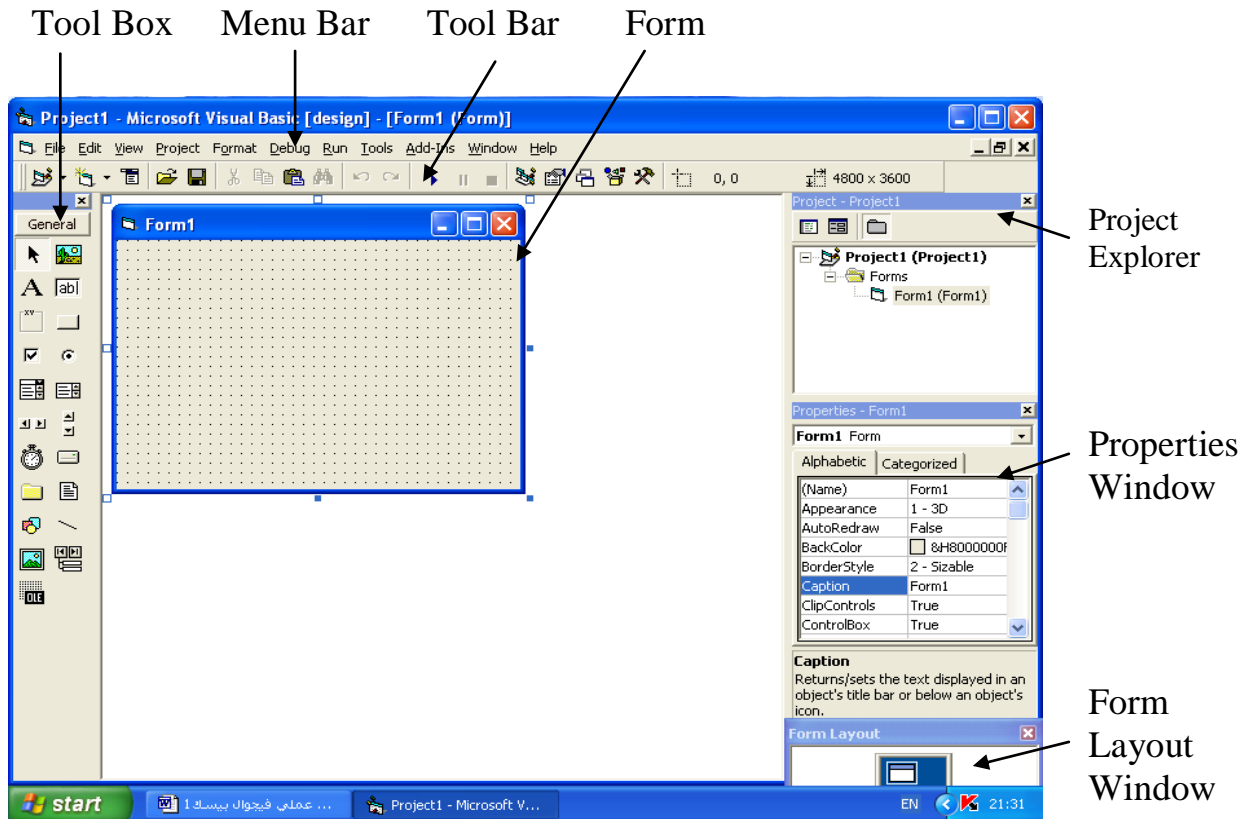 Tool Box Menu Bar Tool Bar Form
Project1 - Microsoft Visual Basic [design] - [Form1 (Form)]
File Edit View Project Format Debug Run Tools Add-Ins Window Help
0, 0 4800 x 3600
General
A ab|
xv
OLE
Form1
Project - Project1
Project1 (Project1)
Forms
Form1 (Form1)
Project
Explorer
Properties - Form1
Form1 Form
Alphabetic Categorized
(Name) Form1
Appearance 1 - 3D
AutoRedraw False
BackColor &H8000000F
BorderStyle 2 - Sizable
Caption Form1
ClipControls True
ControlBox True
Properties
Window
Caption
Returns/sets the text displayed in an
object's title bar or below an object's
icon.
Form Layout
Form
Layout
Window
start عملي فيجوال بيسك 1 ... Project1 - Microsoft V... EN K 21:31